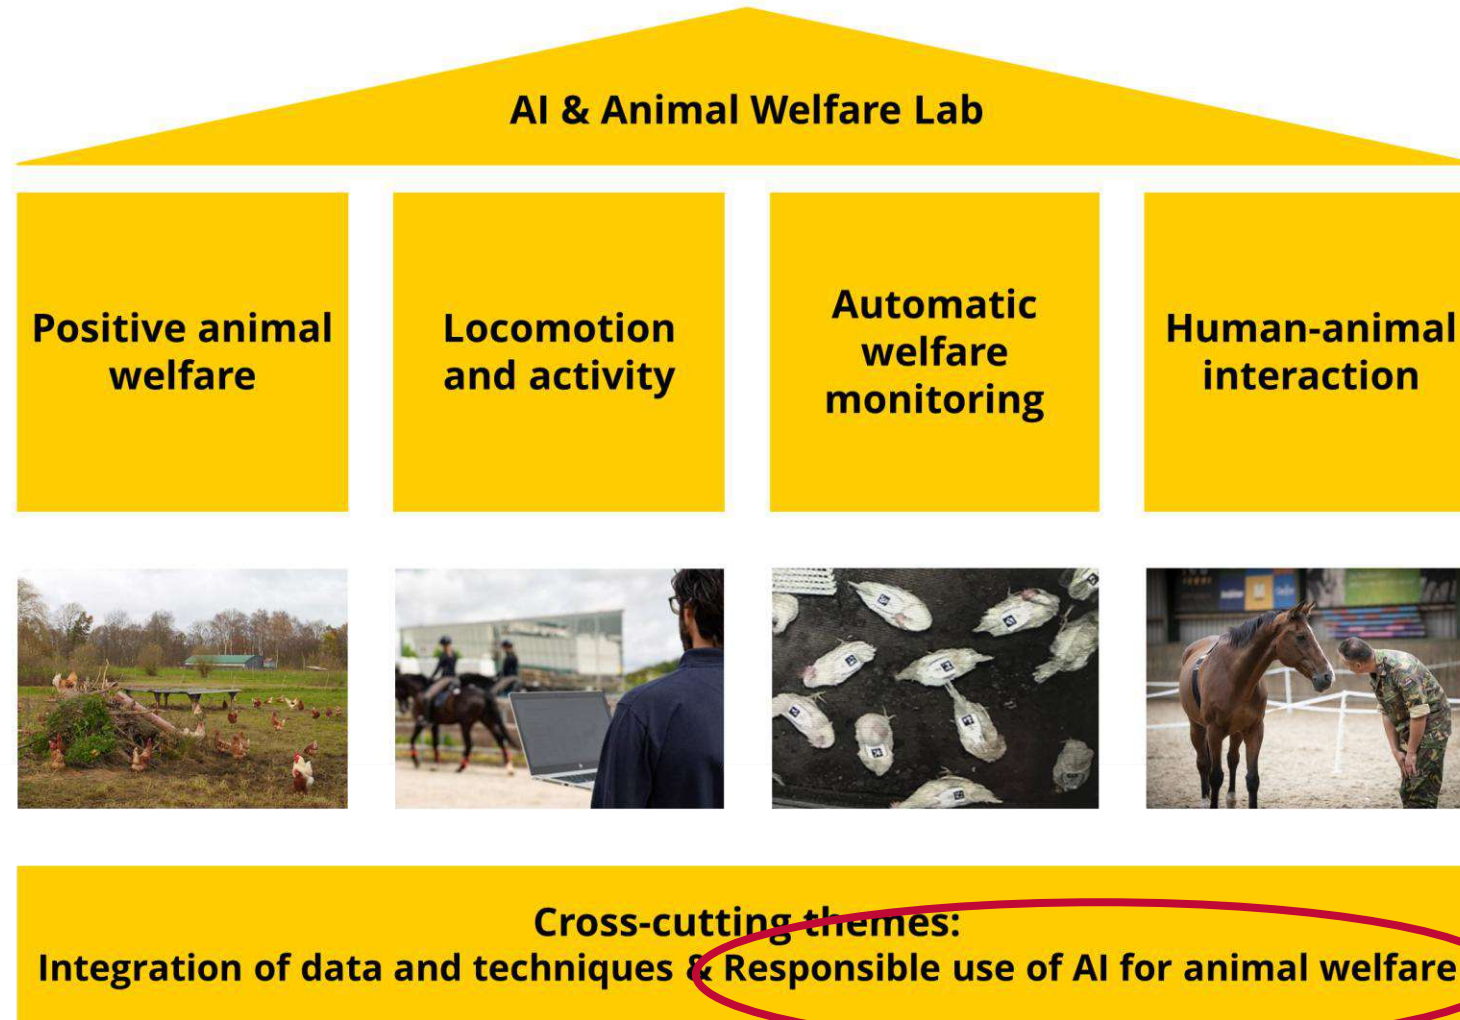 AI & Animal Welfare Lab
Positive animal
welfare
Locomotion
and activity
Automatic
welfare
monitoring
Human-animal
interaction
Cross-cutting themes:
Integration of data and techniques & Responsible use of AI for animal welfare